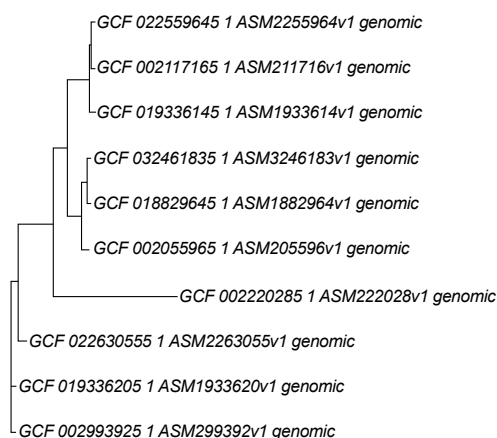 GCF 022559645 1 ASM2255964v1 genomic
GCF 002117165 1 ASM211716v1 genomic
GCF 019336145 1 ASM1933614v1 genomic
GCF 032461835 1 ASM3246183v1 genomic
GCF 018829645 1 ASM1882964v1 genomic
GCF 002055965 1 ASM205596v1 genomic
GCF 002220285 1 ASM222028v1 genomic
GCF 022630555 1 ASM2263055v1 genomic
GCF 019336205 1 ASM1933620v1 genomic
GCF 002993925 1 ASM299392v1 genomic